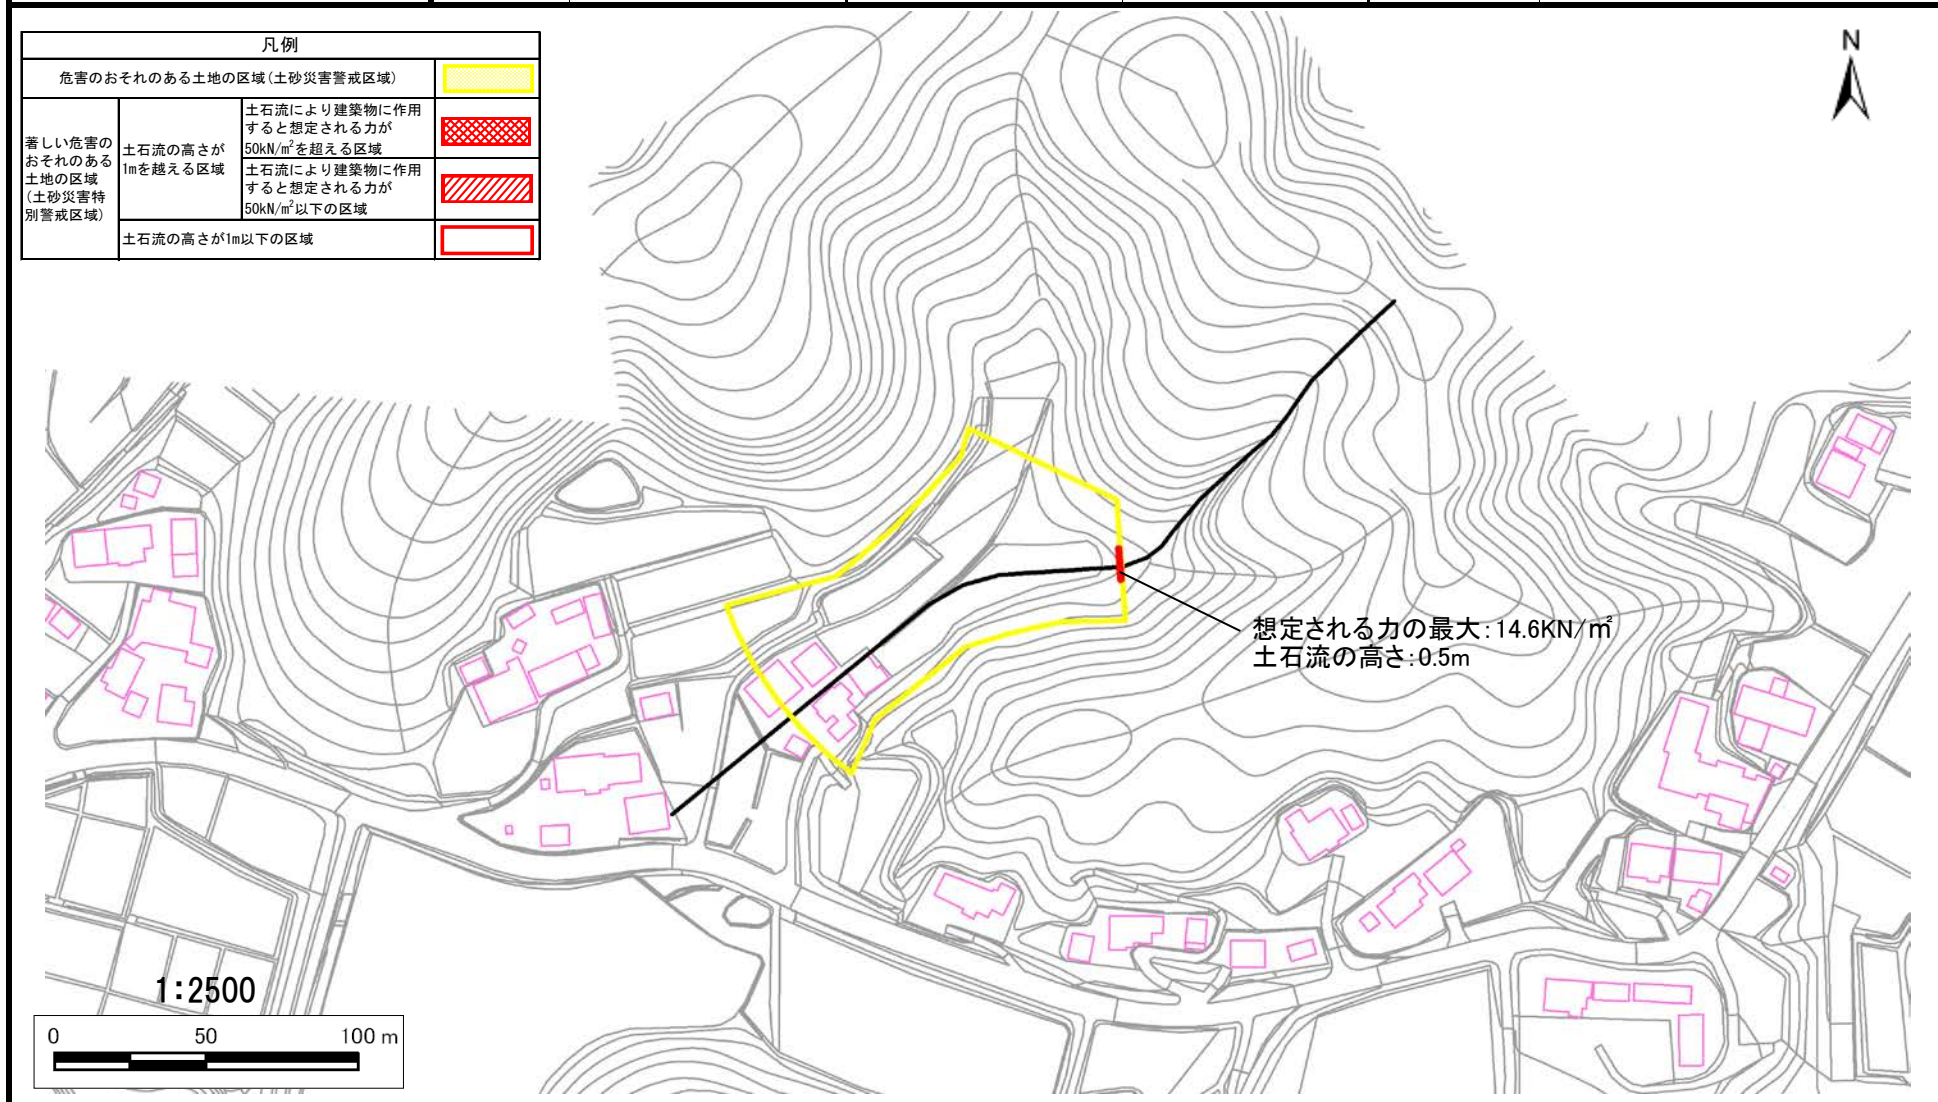 凡例
危害のおそれのある土地の区域(土砂災害警戒区域)
著しい危害の
おそれのある
土地の区域
(土砂災害特
別警戒区域)
土石流の高さが
1mを越える区域
土石流により建築物に作用
すると想定される力が
50kN/m²を超える区域
土石流により建築物に作用
すると想定される力が
50kN/m²以下の区域
土石流の高さが1m以下の区域
N
想定される力の最大:14.6KN/㎡
土石流の高さ:0.5m
1:2500
0 50 100 m